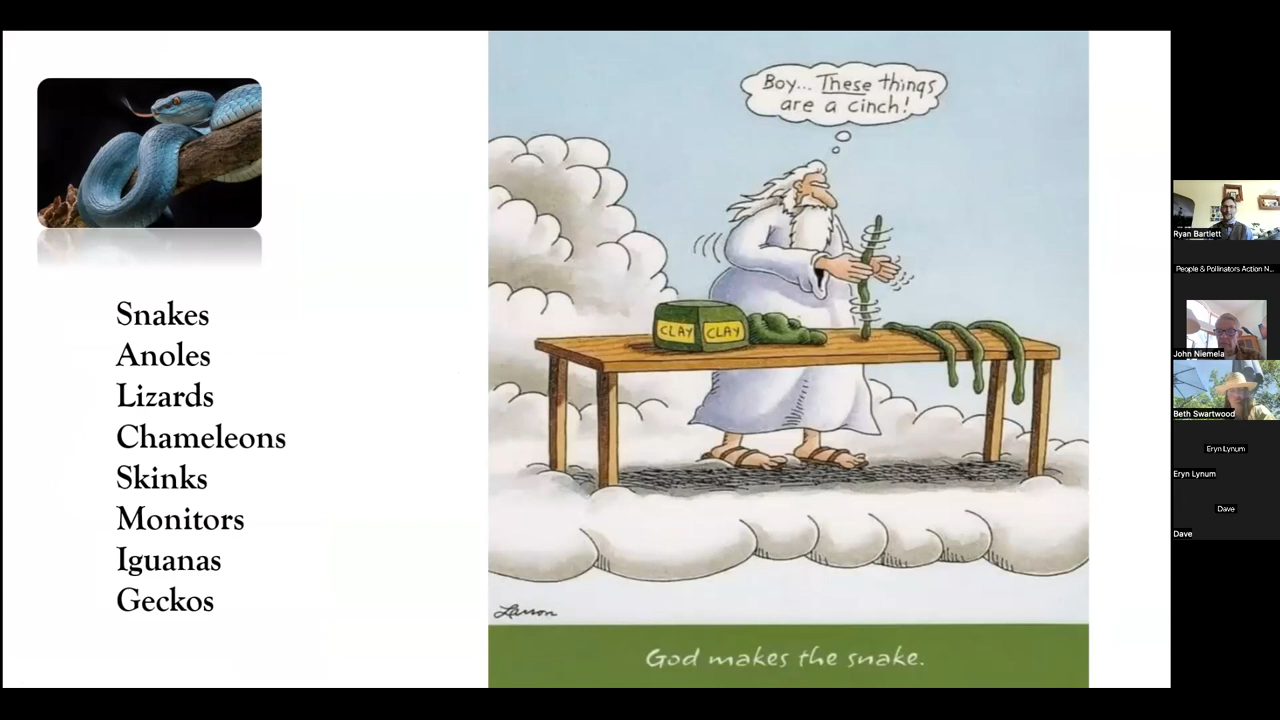 Snakes
Anoles
Lizards
Chameleons
Skinks
Monitors
Iguanas
Geckos
Boy... These things
are a cinch!
CLAY CLAY
Larson
God makes the snake.
Ryan Bartlett
People & Pollinators Action N...
John Niemela
Beth Swartwood
Eryn Lynum
Eryn Lynum
Dave
Dave